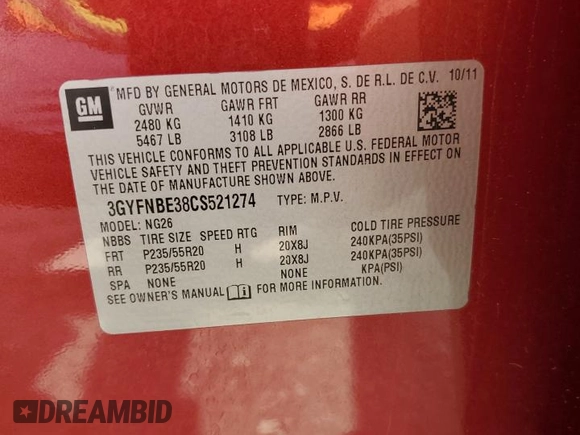 GM
MFD BY GENERAL MOTORS DE MEXICO, S. DE R.L. DE C.V. 10/11
GVWR GAWR FRT GAWR RR
2480 KG 1410 KG 1300 KG
5467 LB 3108 LB 2866 LB
THIS VEHICLE CONFORMS TO ALL APPLICABLE U.S. FEDERAL MOTOR
VEHICLE SAFETY AND THEFT PREVENTION STANDARDS IN EFFECT ON
THE DATE OF MANUFACTURE SHOWN ABOVE.
3GYFNBE38CS521274 TYPE: M.P.V.
MODEL: NG26
NBBS TIRE SIZE SPEED RTG RIM COLD TIRE PRESSURE
FRT P235/55R20 H 20X8J 240KPA(35PSI)
RR P235/55R20 H 20X8J 240KPA(35PSI)
SPA NONE NONE KPA(PSI)
SEE OWNER'S MANUAL FOR MORE INFORMATION.
DREAMBID